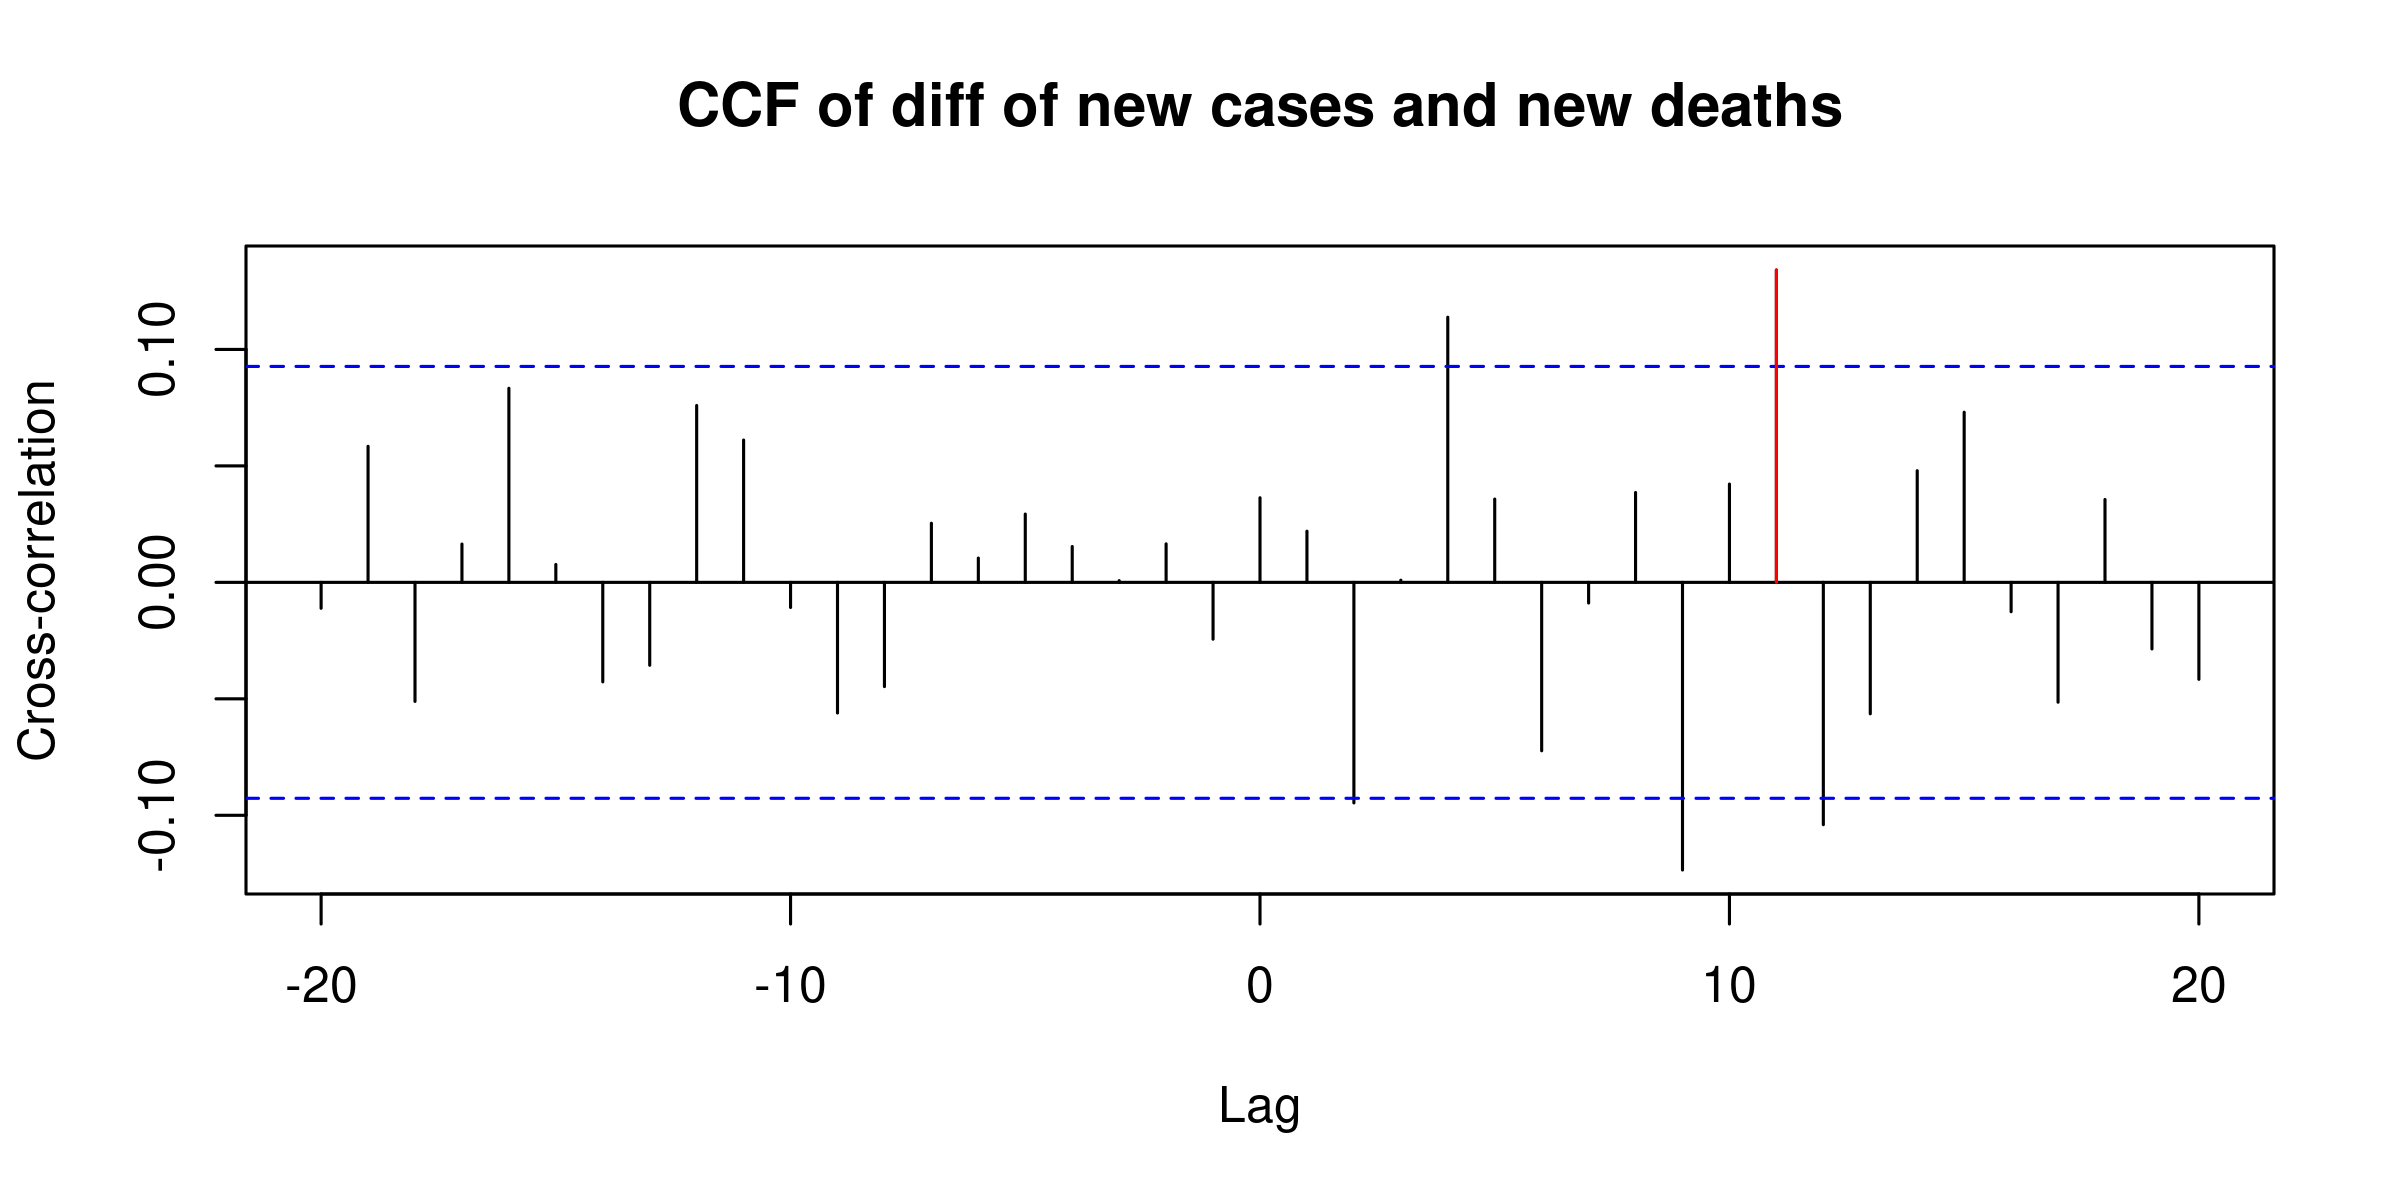 CCF of diff of new cases and new deaths
Cross-correlation
0.10
0.00
-0.10
-20 -10 0 10 20
Lag